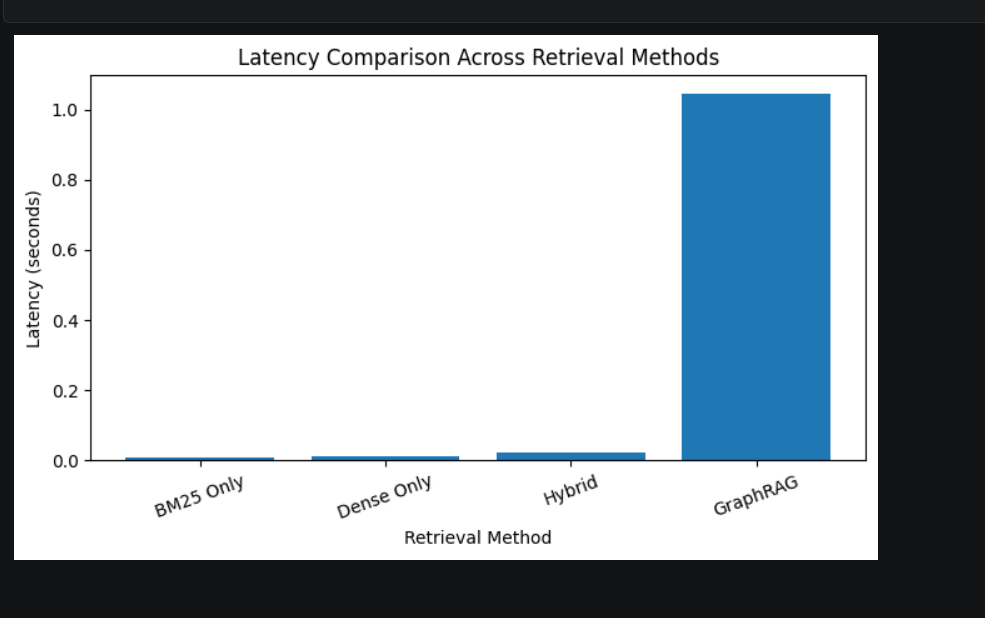 Latency Comparison Across Retrieval Methods
Latency (seconds)
1.0
0.8
0.6
0.4
0.2
0.0
BM25 Only Dense Only Hybrid GraphRAG
Retrieval Method